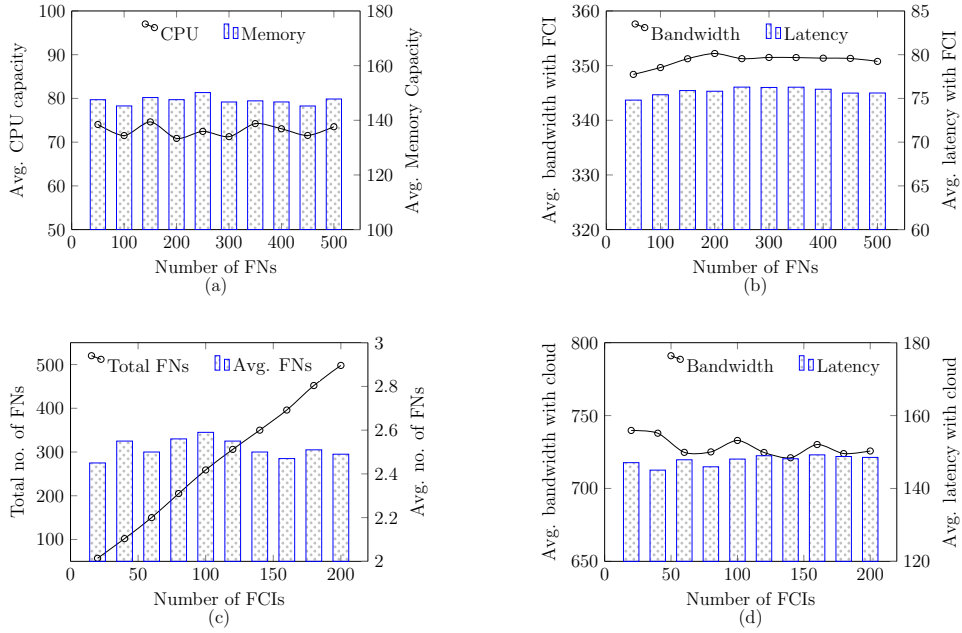 CPU Memory
100
90
80
70
60
50
180
160
140
120
100
0 100 200 300 400 500
Avg. CPU capacity
Avg. Memory Capacity
Number of FNs
(a)
Bandwidth Latency
360
350
340
330
320
85
80
75
70
65
60
0 100 200 300 400 500
Avg. bandwidth with FCI
Avg. latency with FCI
Number of FNs
(b)
Total FNs Avg. FNs
500
400
300
200
100
3
2.8
2.6
2.4
2.2
2
0 50 100 150 200
Total no. of FNs
Avg. no. of FNs
Number of FCIs
(c)
Bandwidth Latency
800
750
700
650
180
160
140
120
0 50 100 150 200
Avg. bandwidth with cloud
Avg. latency with cloud
Number of FCIs
(d)